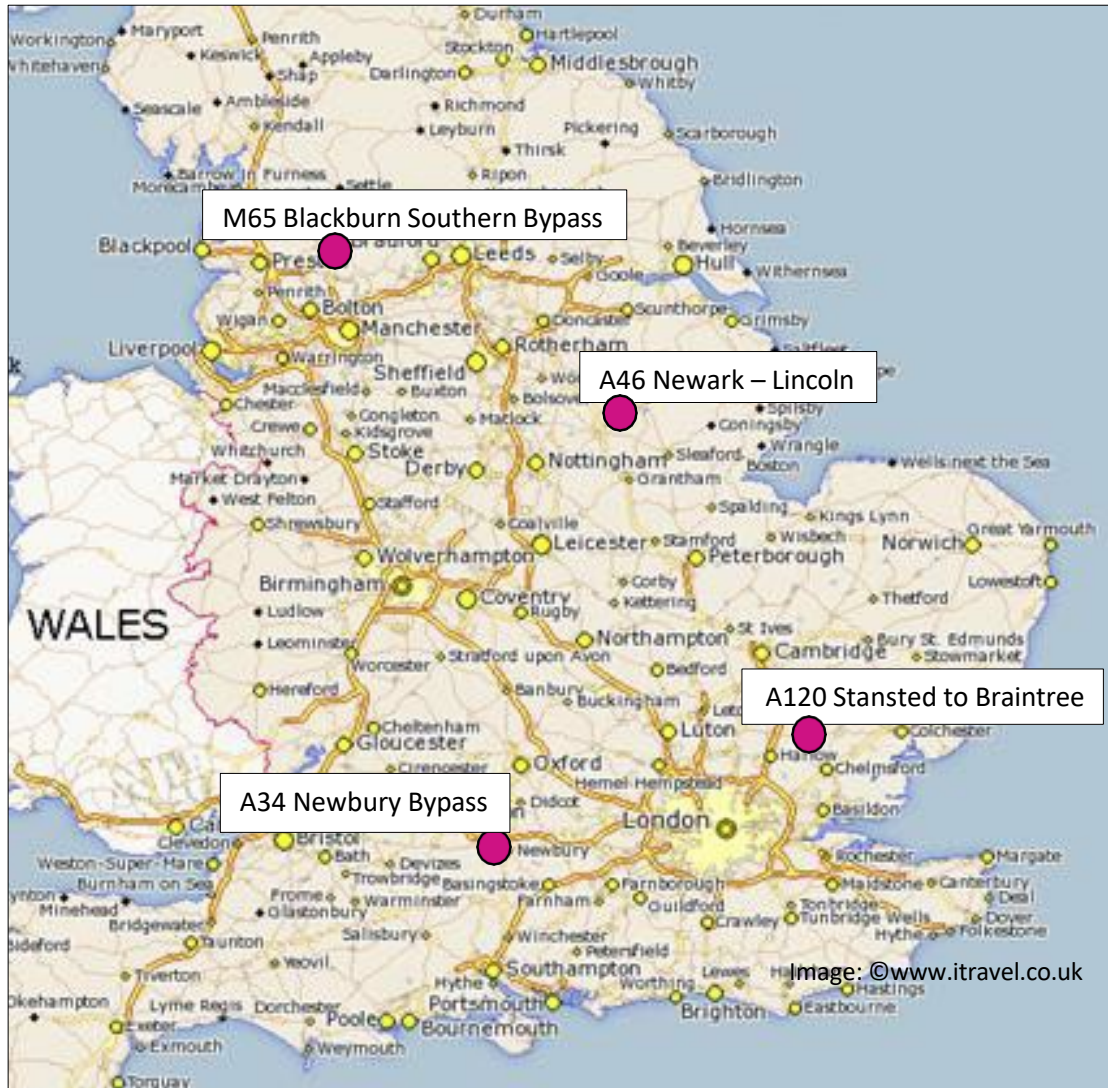 Durham
Maryport
Penrith
Hartlepool
Workington
Keswick
Appleby
Stockton
Whitehaven
Shap
Darlington
Middlesbrough
Whitby
Ambleside
Richmond
Seascale
Kendall
Leyburn
Pickering
Scarborough
Thirsk
Barrow In Furness
Ripon
Bridlington
Morecambe
Settle
M65 Blackburn Southern Bypass
Hornsea
Blackpool
Leeds
Selby
Beverley
Hull
Withernsea
Goole
Penrith
Bolton
Scunthorpe
Wigan
Manchester
Doncaster
Grimsby
Liverpool
Warrington
Rotherham
Sheffield
A46 Newark – Lincoln
Macclesfield
Buxton
Bolsover
Chester
Congleton
Matlock
Spilsby
Crewe
Kidsgrove
Coningsby
Whitchurch
Stoke
Derby
Nottingham
Sleaford
Wrangle
Boston
Wells next the Sea
Market Drayton
Grantham
West Felton
Stafford
Spalding
Kings Lynn
Shrewsbury
Coalville
Wisbech
Great Yarmouth
Wolverhampton
Leicester
Stamford
Peterborough
Norwich
Birmingham
Corby
Lowestoft
WALES
Ludlow
Coventry
Rugby
Kettering
Thetford
Leominster
Northampton
St Ives
Bury St. Edmunds
Worcester
Stratford upon Avon
Bedford
Cambridge
Stowmarket
Hereford
Banbury
Buckingham
A120 Stansted to Braintree
Cheltenham
Luton
Colchester
Gloucester
Harlow
Cirencester
Oxford
Hemel-Hempstead
Chelmsford
A34 Newbury Bypass
Didcot
Basildon
London
Clevedon
Bristol
Newbury
Weston-Super-Mare
Bath
Devizes
Rochester
Margate
Burnham on Sea
Trowbridge
Basingstoke
Farnborough
Maidstone
Canterbury
Minehead
Frome
Warminster
Farnham
Guildford
Tonbridge
Deal
Bridgewater
Glastonbury
Crawley
Tunbridge Wells
Dover
Taunton
Salisbury
Winchester
Hythe
Folkestone
Bideford
Petersfield
Tiverton
Yeovil
Southampton
Lewes
Image: ©www.itravel.co.uk
Okehampton
Lyme Regis
Dorchester
Hythe
Portsmouth
Worthing
Hastings
Exeter
Poole
Bournemouth
Brighton
Eastbourne
Exmouth
Weymouth
Torquay